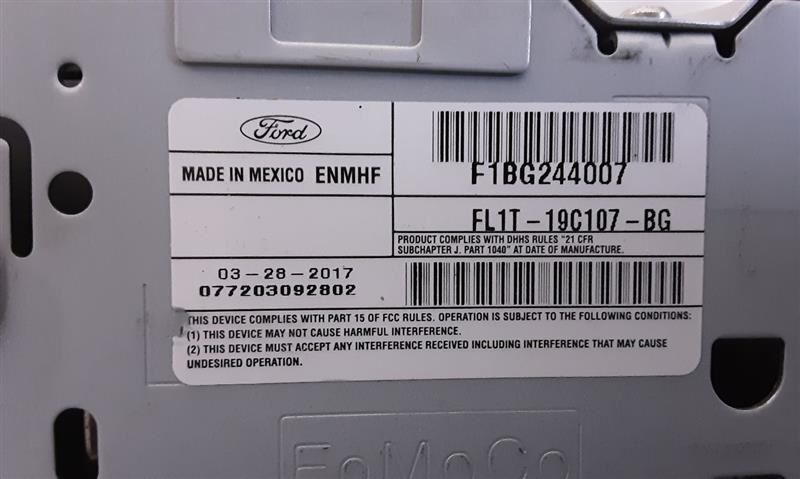 Ford
F1BG244007
MADE IN MEXICO ENMHF
FL1T-19C107-BG
PRODUCT COMPLIES WITH DHHS RULES "21 CFR
SUBCHAPTER J. PART 1040" AT DATE OF MANUFACTURE.
03-28-2017
077203092802
THIS DEVICE COMPLIES WITH PART 15 OF FCC RULES. OPERATION IS SUBJECT TO THE FOLLOWING CONDITIONS:
(1) THIS DEVICE MAY NOT CAUSE HARMFUL INTERFERENCE.
(2) THIS DEVICE MUST ACCEPT ANY INTERFERENCE RECEIVED INCLUDING INTERFERENCE THAT MAY CAUSE
UNDESIRED OPERATION.
FoMoCo